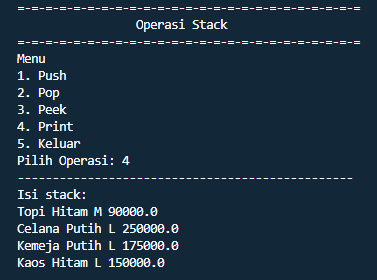 =-=-=-=-=-=-=-=-=-=-=-=-=-=-=-=-=-=-=-=-=-=-=-=-=
Operasi Stack
=-=-=-=-=-=-=-=-=-=-=-=-=-=-=-=-=-=-=-=-=-=-=-=-=
Menu
1. Push
2. Pop
3. Peek
4. Print
5. Keluar
Pilih Operasi: 4
------------------------------------------------
Isi stack:
Topi Hitam M 90000.0
Celana Putih L 250000.0
Kemeja Putih L 175000.0
Kaos Hitam L 150000.0